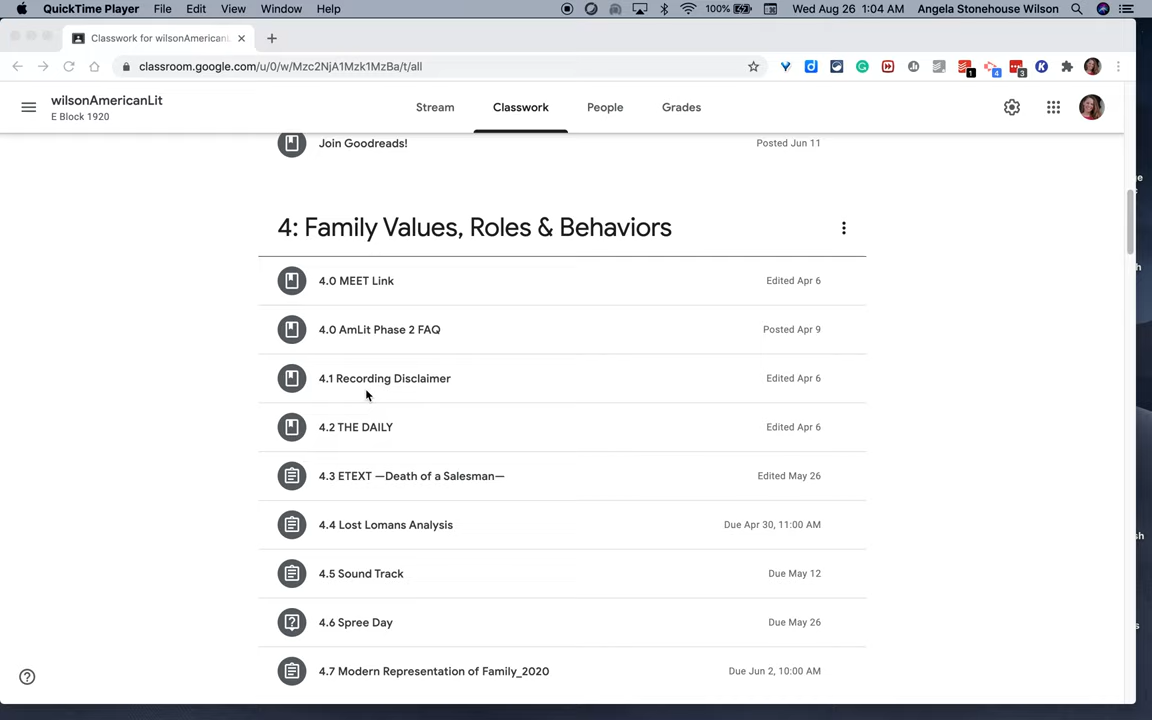 QuickTime Player File Edit View Window Help 100% Wed Aug 26 1:04 AM Angela Stonehouse Wilson
Classwork for wilsonAmericanL
classroom.google.com/u/0/w/Mzc2NjA1Mzk1MzBa/t/all
1 4 3
wilsonAmericanLit
E Block 1920
Stream Classwork People Grades
Join Goodreads! Posted Jun 11
4: Family Values, Roles & Behaviors
4.0 MEET Link Edited Apr 6
4.0 AmLit Phase 2 FAQ Posted Apr 9
4.1 Recording Disclaimer Edited Apr 6
4.2 THE DAILY Edited Apr 6
4.3 ETEXT —Death of a Salesman— Edited May 26
4.4 Lost Lomans Analysis Due Apr 30, 11:00 AM
4.5 Sound Track Due May 12
4.6 Spree Day Due May 26
4.7 Modern Representation of Family_2020 Due Jun 2, 10:00 AM